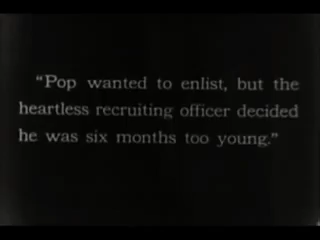 “Pop wanted to enlist, but the
heartless recruiting officer decided
he was six months too young.”